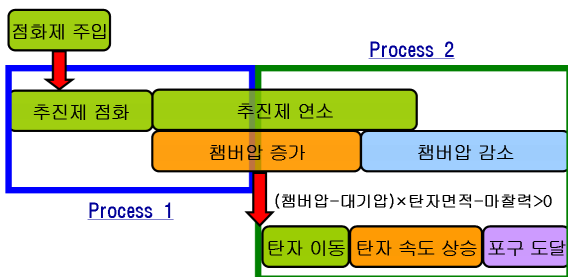 점화제 주입
Process 2
추진제 점화
추진제 연소
챔버압 증가
챔버압 감소
Process 1
(챔버압-대기압)×탄자면적-마찰력>0
탄자 이동
탄자 속도 상승
포구 도달